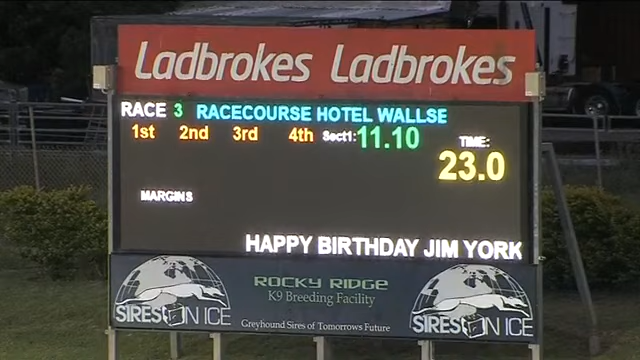 Ladbrokes Ladbrokes
RACE 3 RACECOURSE HOTEL WALLSE
1st 2nd 3rd 4th Sect1: 11.10
TIME:
23.0
MARGINS
HAPPY BIRTHDAY JIM YORK
ROCKY RIDGE
K9 Breeding Facility
SIRES ON ICE SIRES ON ICE
Greyhound Sires of Tomorrows Future